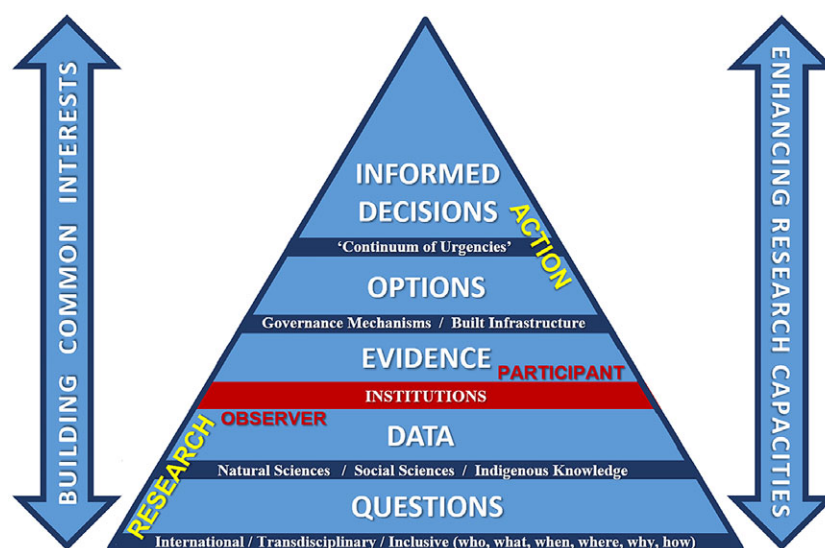 BUILDING COMMON INTERESTS
ENHANCING RESEARCH CAPACITIES
INFORMED
DECISIONS
ACTION
‘Continuum of Urgencies’
OPTIONS
Governance Mechanisms / Built Infrastructure
EVIDENCE
PARTICIPANT
INSTITUTIONS
OBSERVER
RESEARCH
DATA
Natural Sciences / Social Sciences / Indigenous Knowledge
QUESTIONS
International / Transdisciplinary / Inclusive (who, what, when, where, why, how)